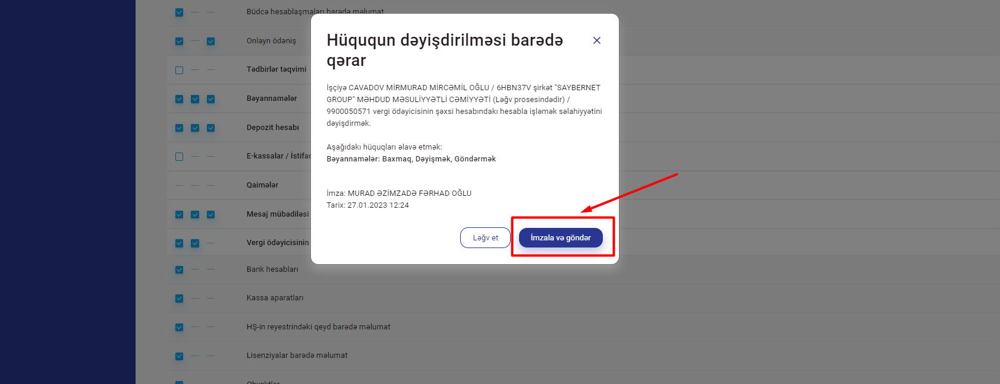 Büdcə hesablaşmaları barədə məlumat
Onlayn ödəniş
Tədbirlər təqvimi
Bəyannamələr
Depozit hesabı
E-kassalar /
Qaimələr
Mesaj mübadiləsi
Vergi ödəyicisinin
Bank hesabları
Kassa aparatları
HŞ-in reyestrindəki qeyd barədə məlumat
Lisenziyalar barədə məlumat
Obyektlər
Hüququn dəyişdirilməsi barədə
qərar
İşçiyə CAVADOV MİRMURAD MİRCƏMİL OĞLU / 6HBN37V şirkət "SAYBERNET
GROUP" MƏHDUD MƏSULİYYƏTLİ CƏMİYYƏTİ (Ləğv prosesindədir) /
9900050571 vergi ödəyicisinin şəxsi hesabındakı hesabla işləmək səlahiyyətini
dəyişdirmək.
Aşağıdakı hüquqları əlavə etmək:
Bəyannamələr: Baxmaq, Dəyişmək, Göndərmək
İmza: MURAD ƏZİMZADƏ FƏRHAD OĞLU
Tarix: 27.01.2023 12:24
Ləğv et
İmzala və göndər